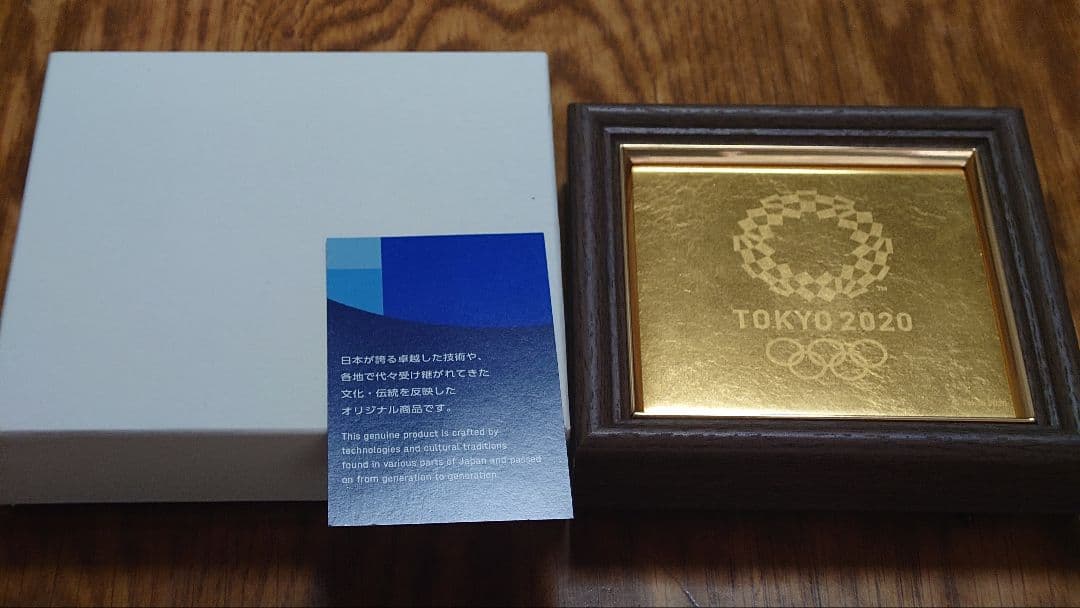 日本が誇る卓越した技術や、
各地で代々受け継がれてきた
文化・伝統を反映した
オリジナル商品です。
This genuine product is crafted by
technologies and cultural traditions
found in various parts of Japan and passed
on from generation to generation.
TM
TOKYO 2020